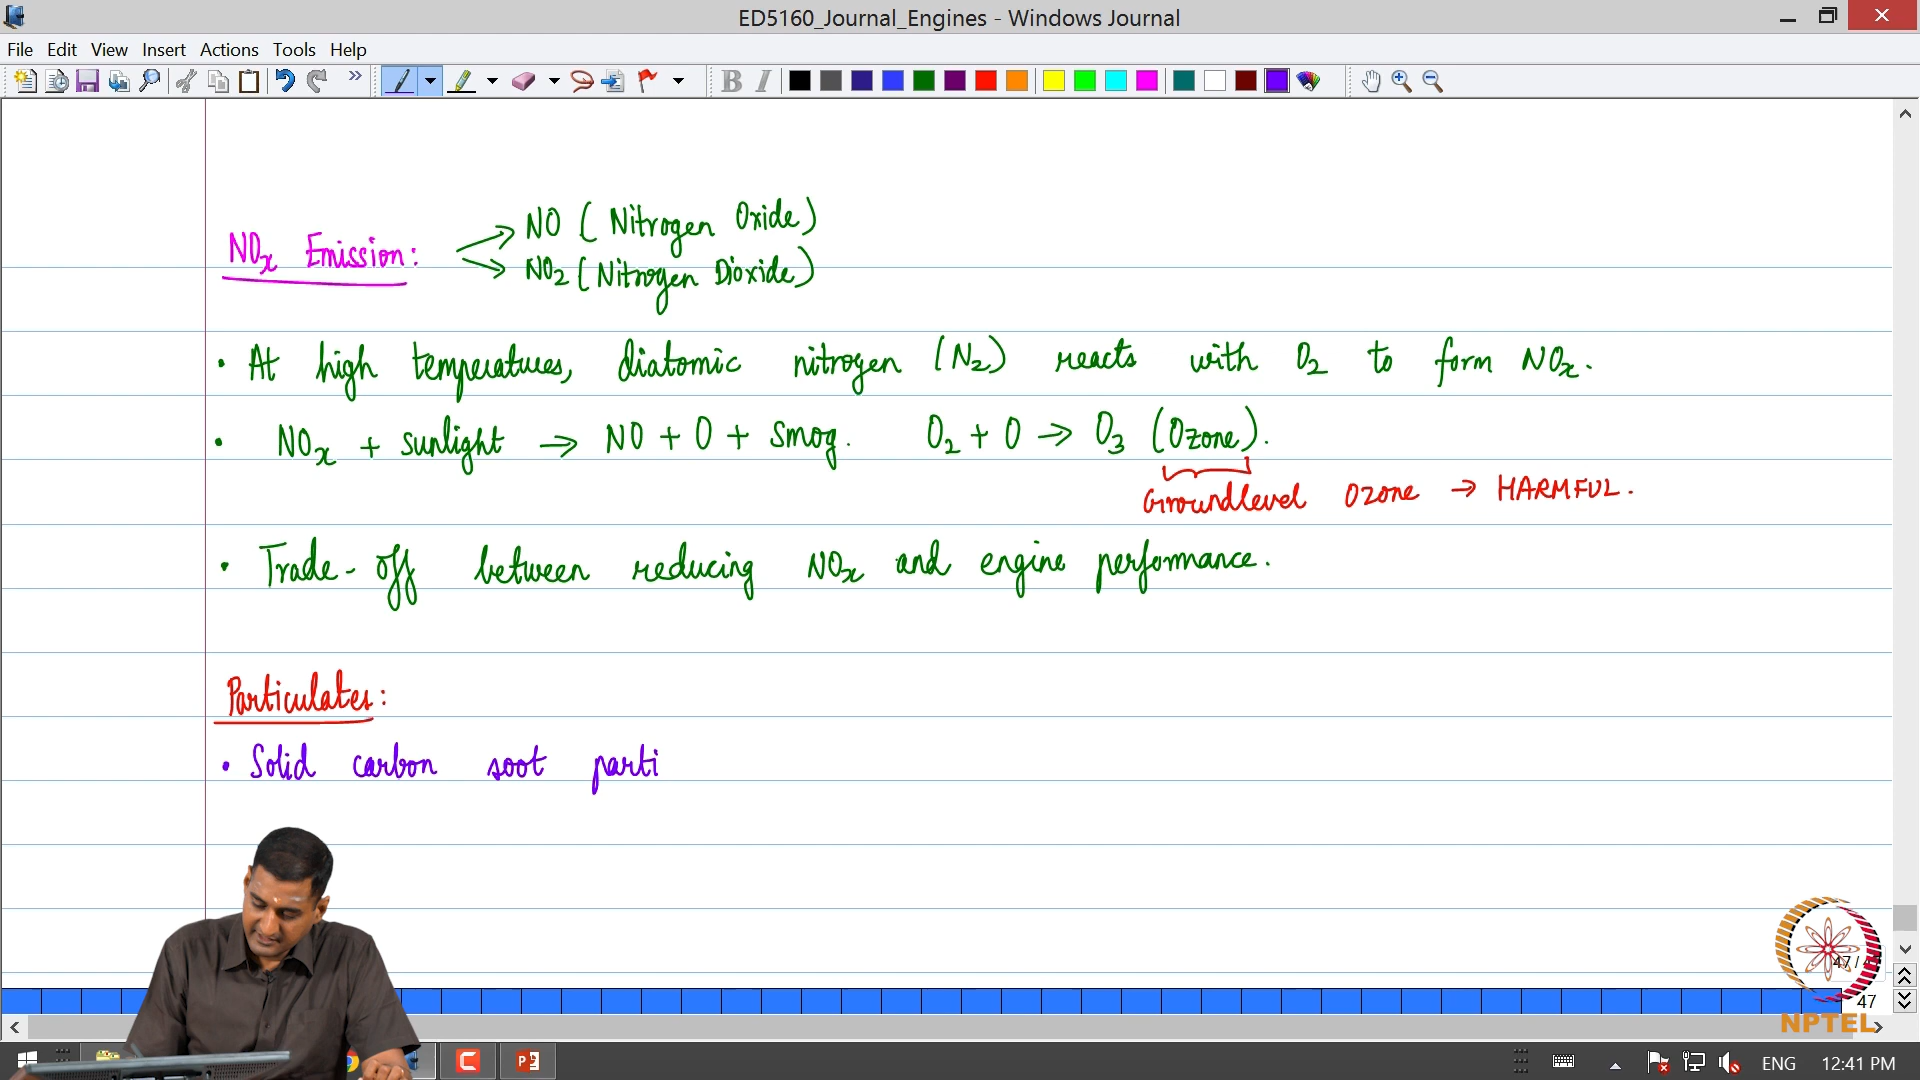 ED5160_Journal_Engines - Windows Journal
File Edit View Insert Actions Tools Help
NOx Emission:
NO (Nitrogen Oxide)
NO2 (Nitrogen Dioxide)
• At high temperatures, diatomic nitrogen (N2) reacts with O2 to form NOx.
• NOx + sunlight → NO + O + smog. O2 + O → O3 (Ozone).
Groundlevel Ozone → HARMFUL.
• Trade-off between reducing NOx and engine performance.
Particulates:
• Solid carbon soot parti
47
NPTEL
ENG 12:41 PM